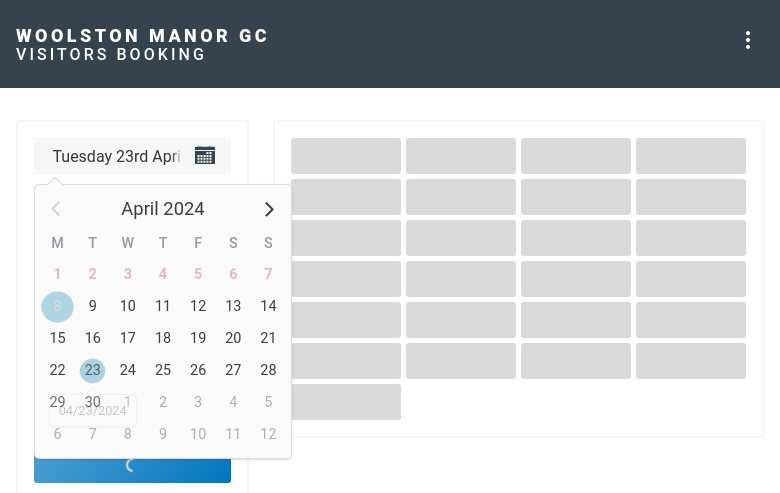 WOOLSTON MANOR GC
VISITORS BOOKING
Tuesday 23rd Apri
April 2024
M T W T F S S
1 2 3 4 5 6 7
8 9 10 11 12 13 14
15 16 17 18 19 20 21
22 23 24 25 26 27 28
29 30 1 2 3 4 5
04/23/2024
6 7 8 9 10 11 12